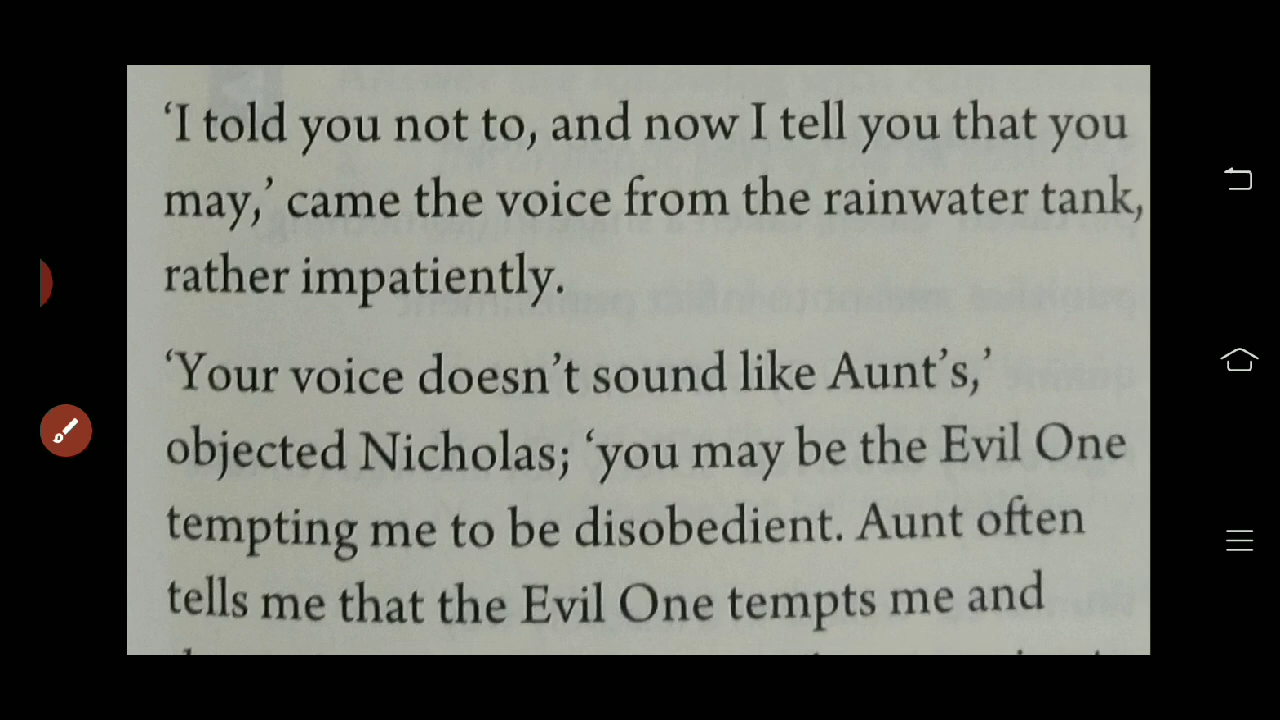 ‘I told you not to, and now I tell you that you
may,’ came the voice from the rainwater tank,
rather impatiently.
‘Your voice doesn’t sound like Aunt’s,’
objected Nicholas; ‘you may be the Evil One
tempting me to be disobedient. Aunt often
tells me that the Evil One tempts me and